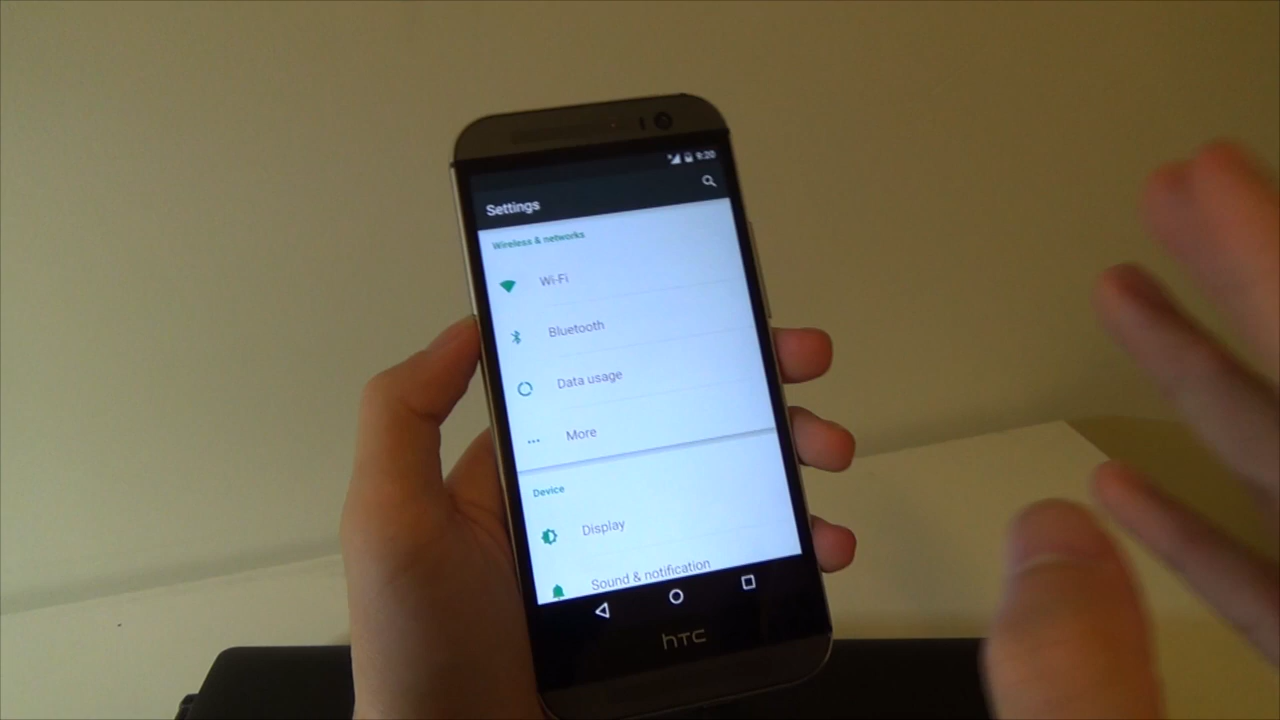 9:20
Settings
Wireless & networks
Wi-Fi
Bluetooth
Data usage
More
Device
Display
Sound & notification
hTC